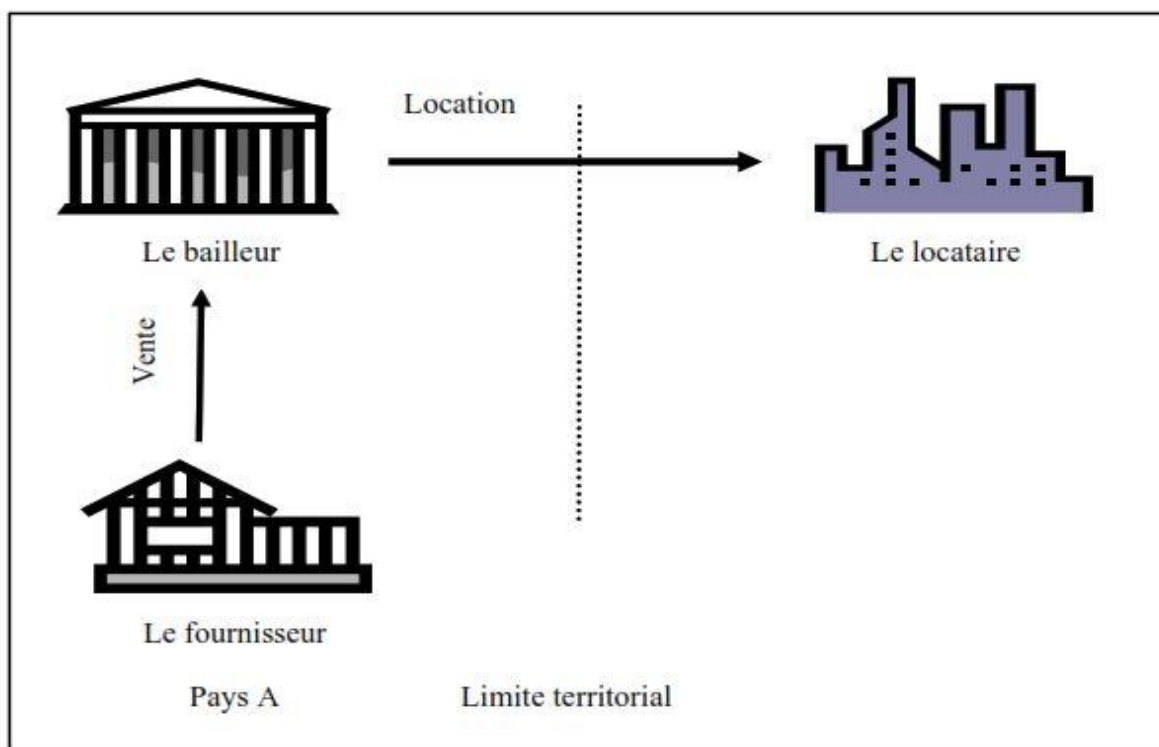 Location
Le bailleur
Le locataire
Vente
Le fournisseur
Pays A
Limite territorial